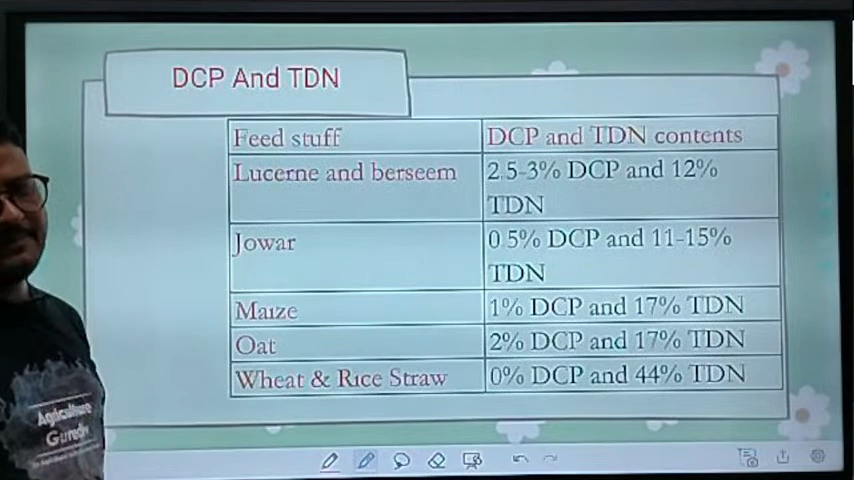 DCP And TDN
Feed stuff
DCP and TDN contents
Lucerne and berseem
2.5-3% DCP and 12%
TDN
Jowar
0.5% DCP and 11-15%
TDN
Maize
1% DCP and 17% TDN
Oat
2% DCP and 17% TDN
Wheat & Rice Straw
0% DCP and 44% TDN
Agriculture